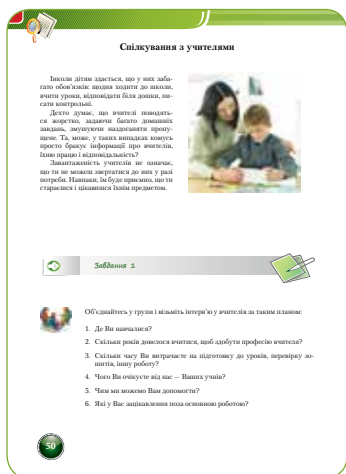 Спілкування з учителями
Інколи дітям здається, що у них заба-
гато обов'язків: щодня ходити до школи,
вчити уроки, відповідати біля дошки, пи-
сати контрольні.
Дехто думає, що вчителі поводять-
ся жорстко, задаючи багато домашніх
завдань, змушуючи наздоганяти пропу-
щене. Та, може, у таких випадках комусь
просто бракує інформації про вчителів,
їхню працю і відповідальність?
Завантаженість учителів не означає,
що ти не можеш звертатися до них у разі
потреби. Навпаки, їм буде приємно, що ти
стараєшся і цікавишся їхнім предметом.
Завдання 1
Об'єднайтесь у групи і візьміть інтерв'ю у вчителів за таким планом:
1. Де Ви навчалися?
2. Скільки років довелося вчитися, щоб здобути професію вчителя?
3. Скільки часу Ви витрачаєте на підготовку до уроків, перевірку зо-
шитів, іншу роботу?
4. Чого Ви очікуєте від нас — Ваших учнів?
5. Чим ми можемо Вам допомогти?
6. Які у Вас зацікавлення поза основною роботою?
50